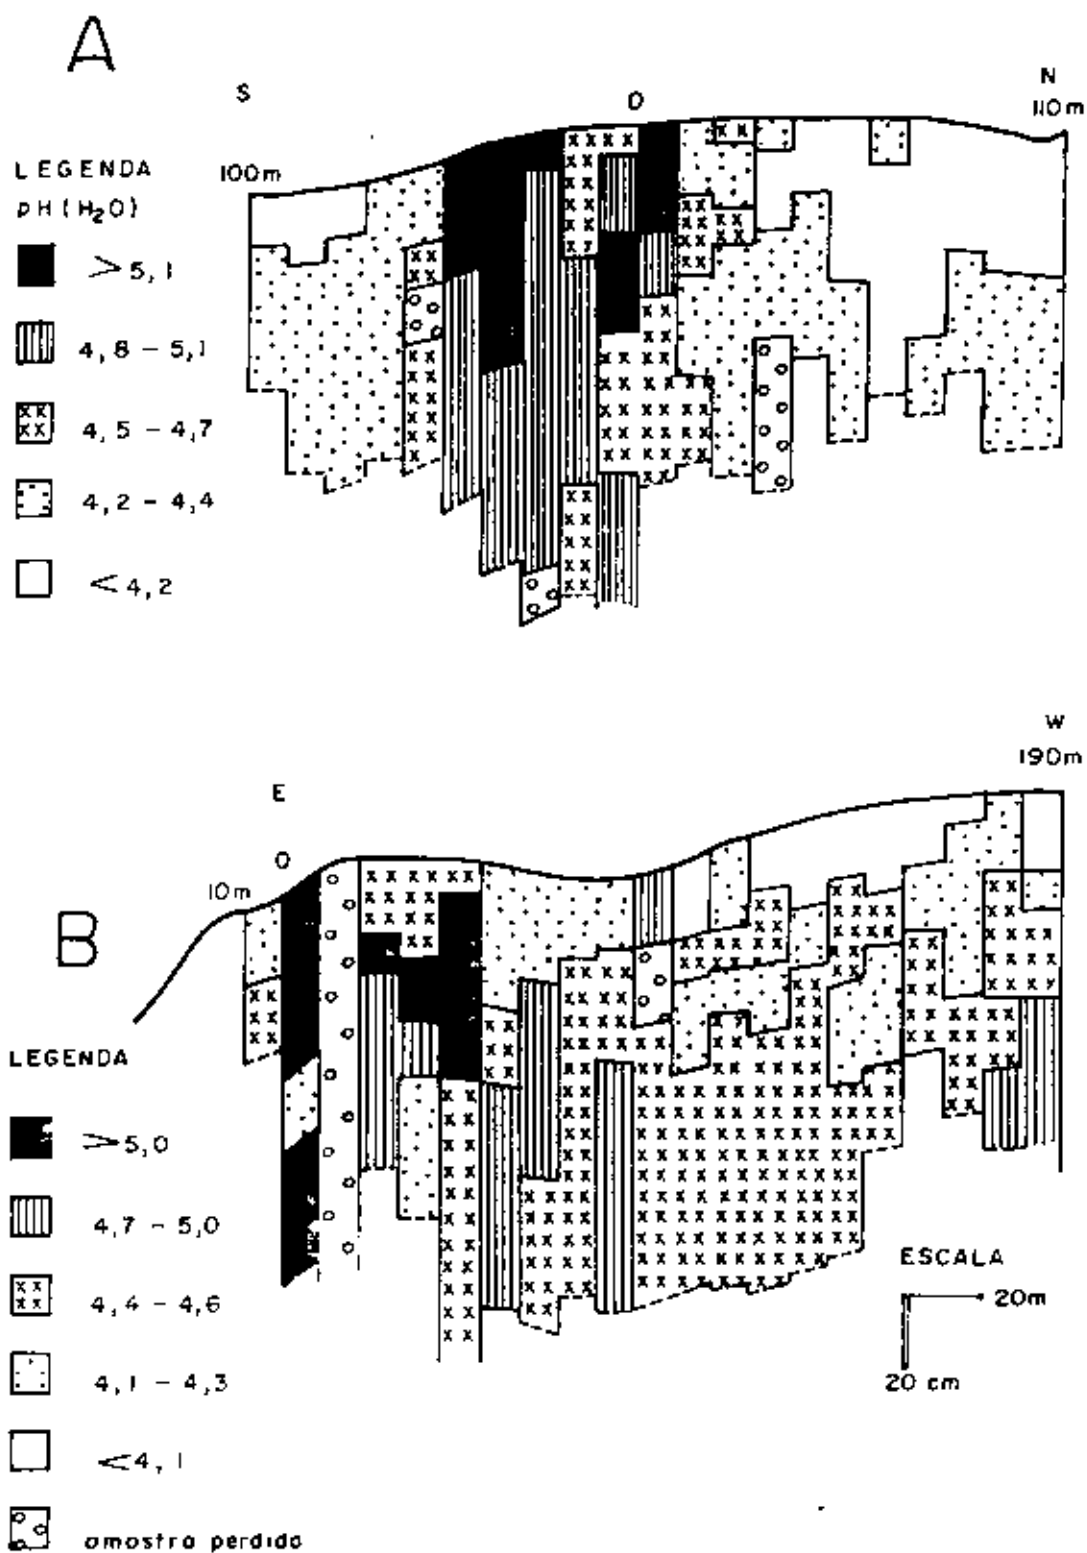 A
S
O
N
110m
100m
LEGENDA
pH (H₂O)
>5,1
4,8 - 5,1
4,5 - 4,7
4,2 - 4,4
<4,2
W
190m
E
O
10m
B
LEGENDA
>5,0
4,7 - 5,0
4,4 - 4,6
4,1 - 4,3
<4,1
amostra perdida
ESCALA
20m
20 cm